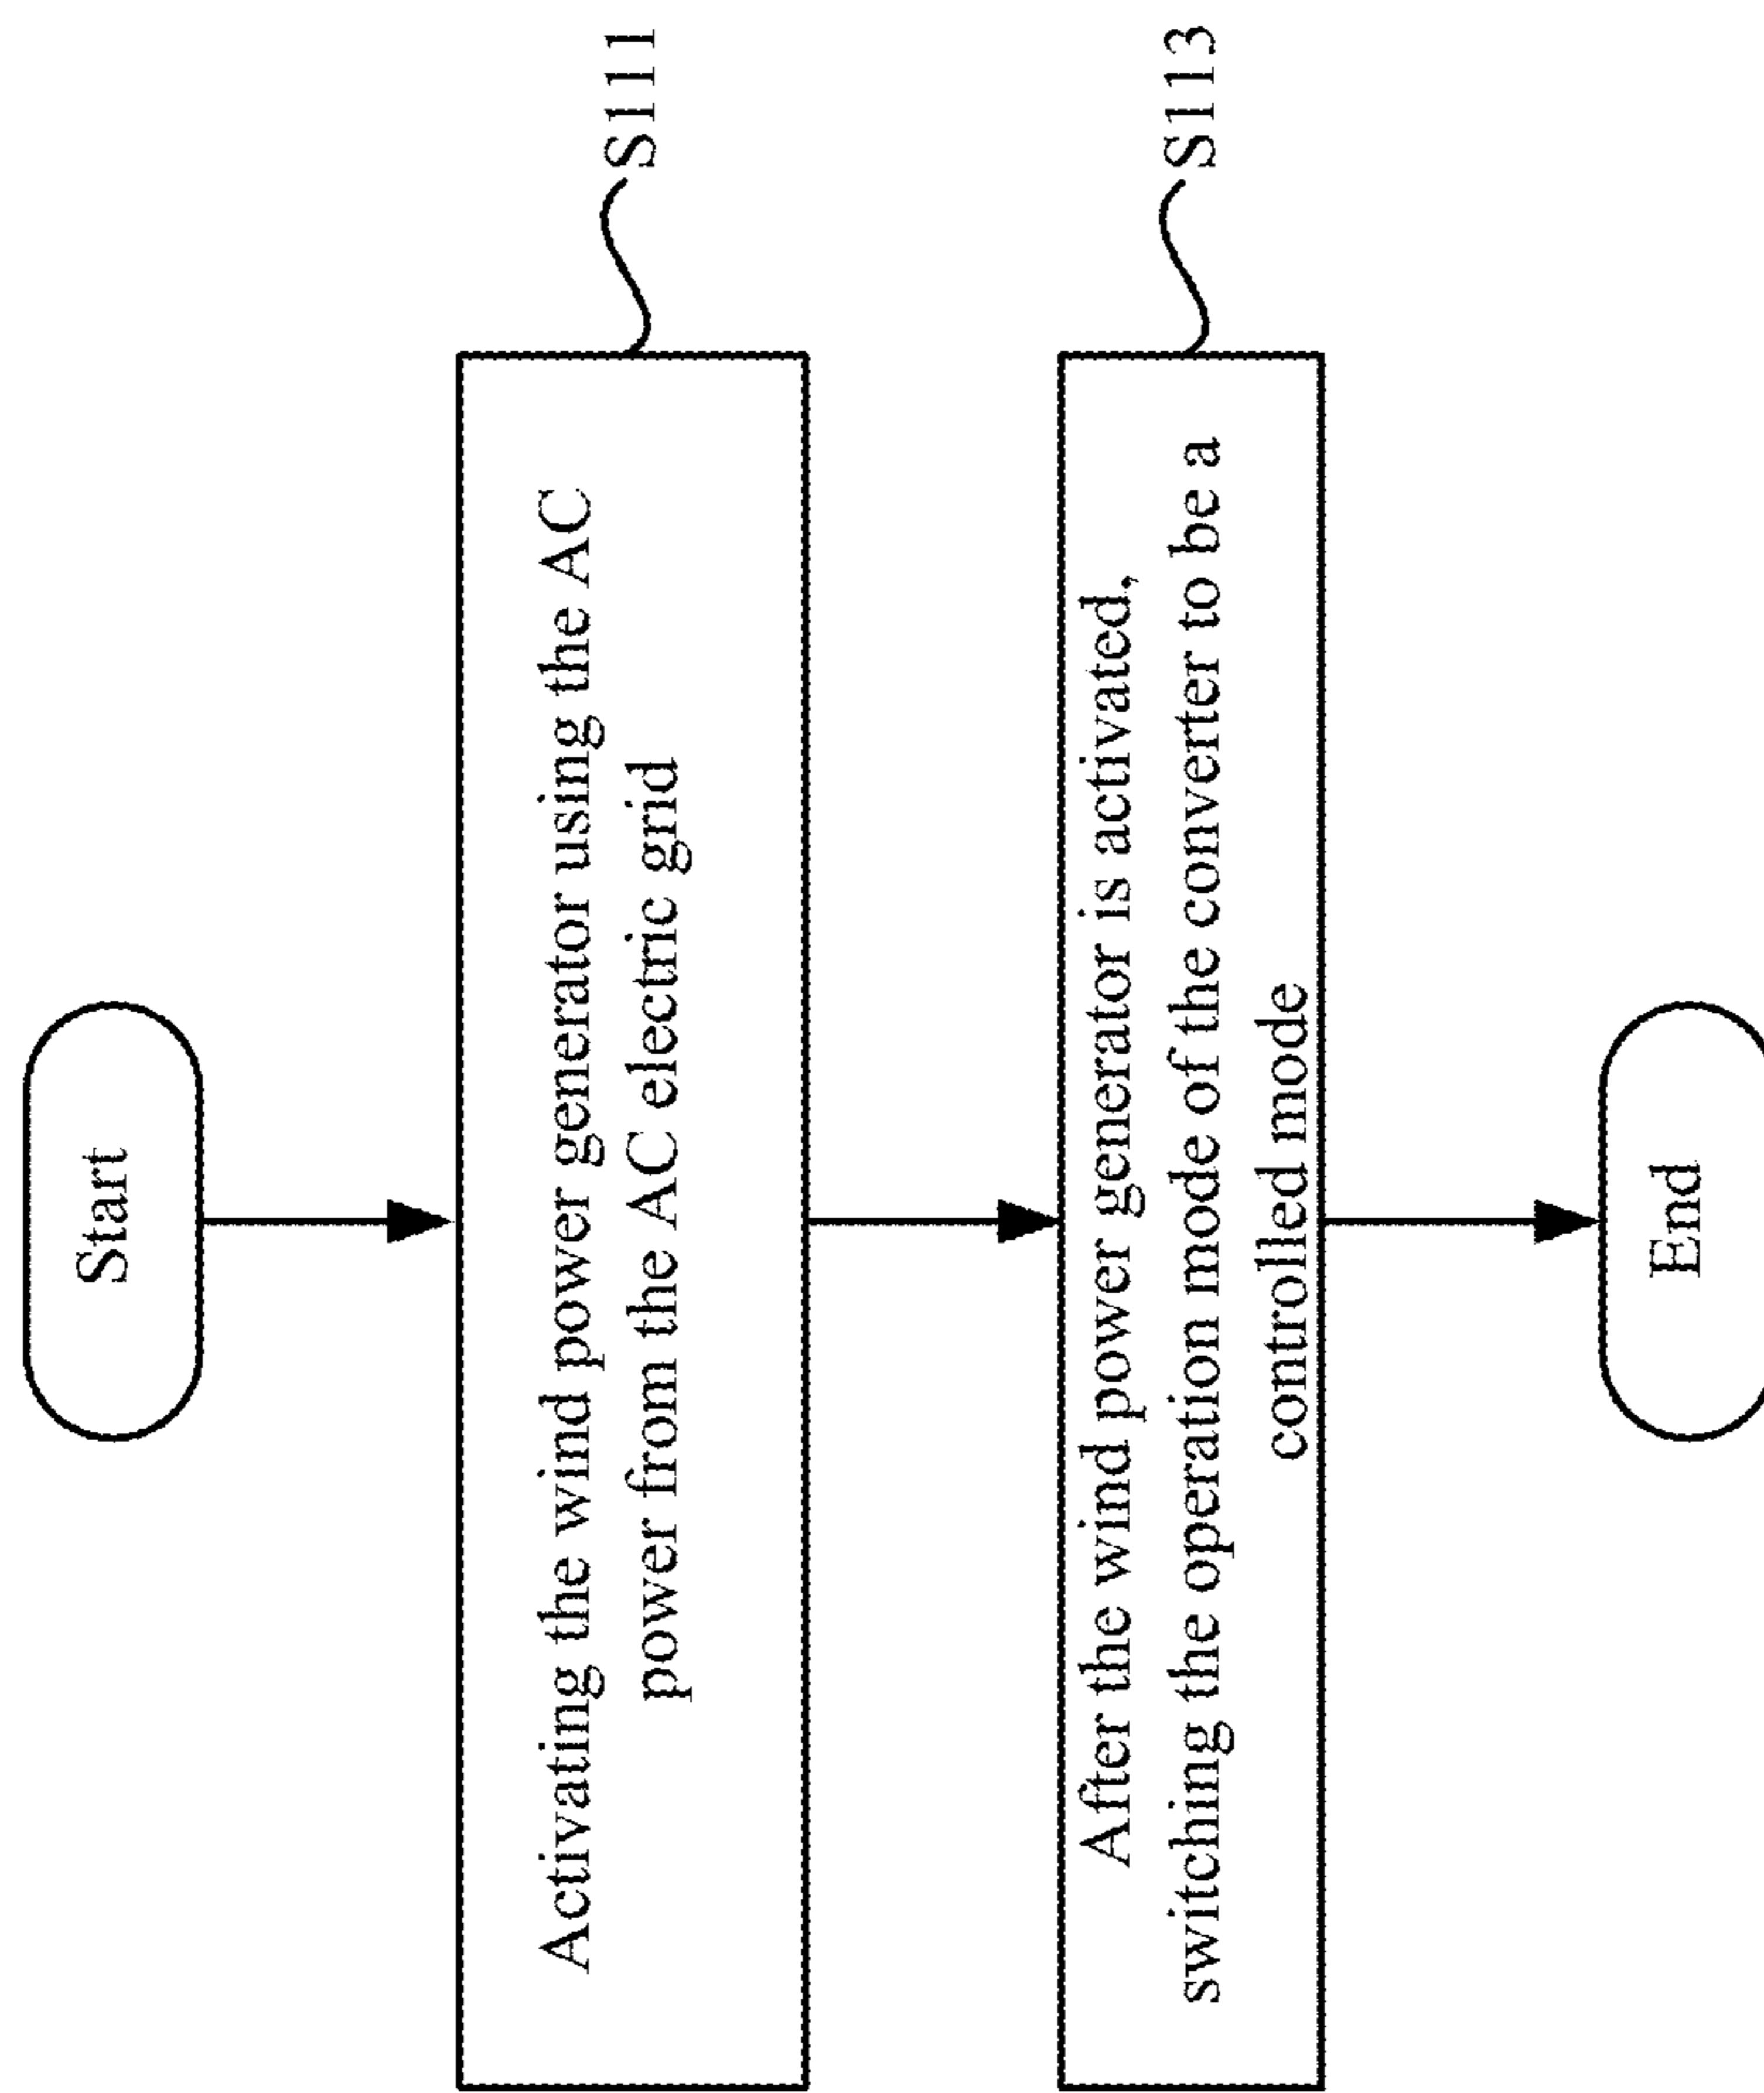 Start
Activating the wind power generator using the AC
power from the AC electric grid
S111
After the wind power generator is activated,
switching the operation mode of the converter to be a
controlled mode
S113
End